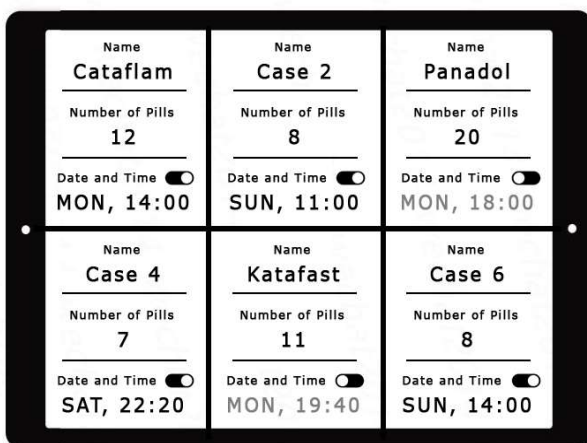 Name
Cataflam
Number of Pills
12
Date and Time
MON, 14:00
Name
Case 2
Number of Pills
8
Date and Time
SUN, 11:00
Name
Panadol
Number of Pills
20
Date and Time
MON, 18:00
Name
Case 4
Number of Pills
7
Date and Time
SAT, 22:20
Name
Katafast
Number of Pills
11
Date and Time
MON, 19:40
Name
Case 6
Number of Pills
8
Date and Time
SUN, 14:00